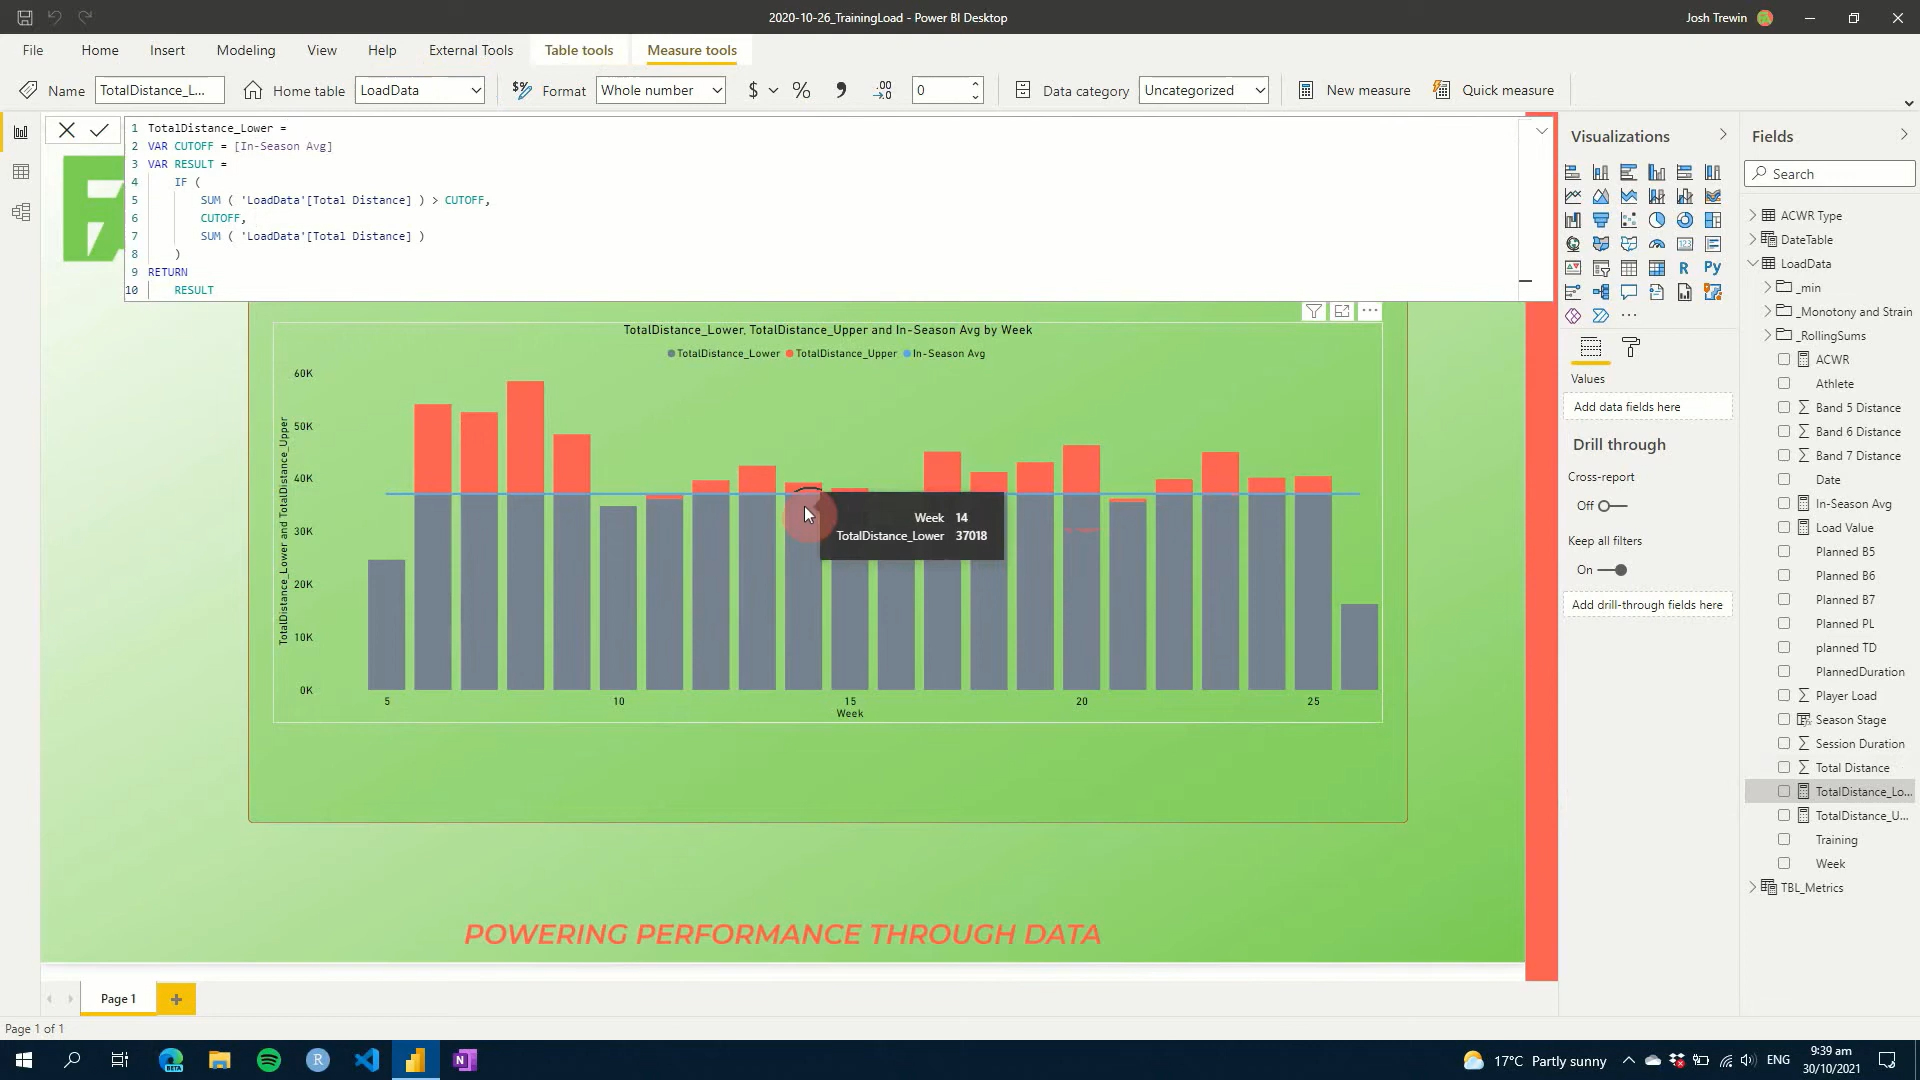 2020-10-26_TrainingLoad - Power BI Desktop
Josh Trewin
File Home Insert Modeling View Help External Tools Table tools Measure tools
Name TotalDistance_L... Home table LoadData Format Whole number $ % , .00 0 Data category Uncategorized New measure Quick measure
1 TotalDistance_Lower =
2 VAR CUTOFF = [In-Season Avg]
3 VAR RESULT =
4 IF (
5 SUM ( 'LoadData'[Total Distance] ) > CUTOFF,
6 CUTOFF,
7 SUM ( 'LoadData'[Total Distance] )
8 )
9 RETURN
10 RESULT
TotalDistance_Lower, TotalDistance_Upper and In-Season Avg by Week
TotalDistance_Lower TotalDistance_Upper In-Season Avg
TotalDistance_Lower and TotalDistance_Upper
60K
50K
40K
30K
20K
10K
0K
5 10 15 20 25
Week
Week 14
TotalDistance_Lower 37018
POWERING PERFORMANCE THROUGH DATA
Visualizations
R Py
Values
Add data fields here
Drill through
Cross-report
Off
Keep all filters
On
Add drill-through fields here
Fields
Search
ACWR Type
DateTable
LoadData
_min
_Monotony and Strain
_RollingSums
ACWR
Athlete
Band 5 Distance
Band 6 Distance
Band 7 Distance
Date
In-Season Avg
Load Value
Planned B5
Planned B6
Planned B7
Planned PL
planned TD
PlannedDuration
Player Load
Season Stage
Session Duration
Total Distance
TotalDistance_Lo...
TotalDistance_U...
Training
Week
TBL_Metrics
Page 1
Page 1 of 1
17°C Partly sunny ENG
9:39 am
30/10/2021